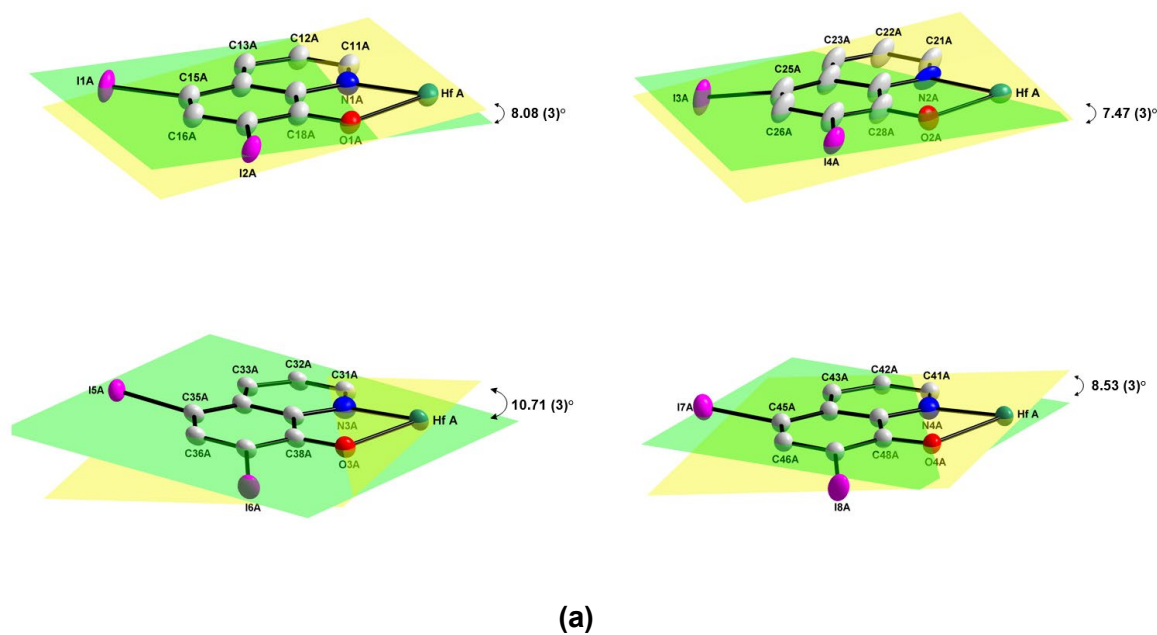 C13A
C12A
C11A
I1A
C15A
N1A
Hf A
C16A
C18A
O1A
I2A
8.08 (3)º
C23A
C22A
C21A
C25A
I3A
N2A
Hf A
C26A
C28A
O2A
I4A
7.47 (3)º
C33A
C32A
C31A
I5A
C35A
N3A
Hf A
C36A
C38A
O3A
I6A
10.71 (3)º
C43A
C42A
C41A
I7A
C45A
N4A
Hf A
C46A
C48A
O4A
I8A
8.53 (3)º
(a)